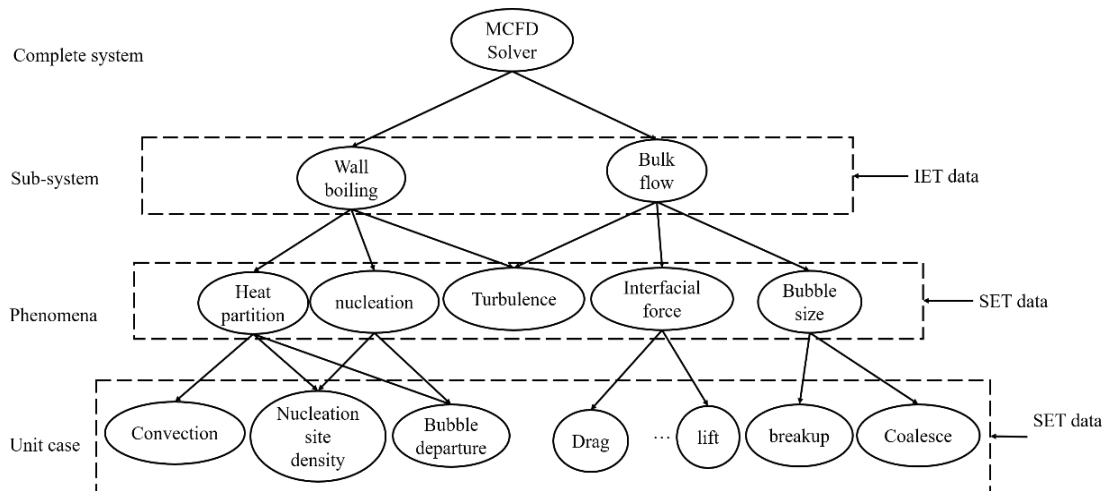 MCFD
Solver
Complete system
Sub-system
Wall
boiling
Bulk
flow
IET data
Phenomena
Heat
partition
nucleation
Turbulence
Interfacial
force
Bubble
size
SET data
Unit case
Convection
Nucleation
site
density
Bubble
departure
Drag
...
lift
breakup
Coalesce
SET data